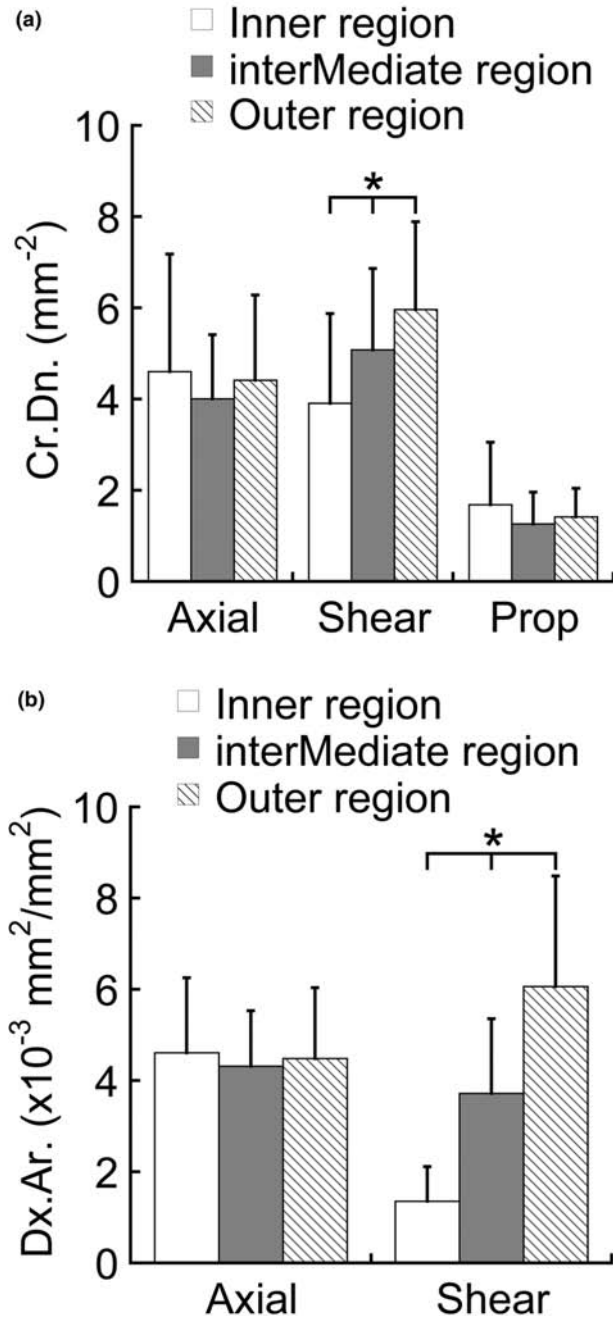 (a)
Inner region
interMediate region
Outer region
10
8
6
4
2
0
Cr.Dn. (mm⁻²)
*
Axial Shear Prop
(b)
Inner region
interMediate region
Outer region
10
8
6
4
2
0
Dx.Ar. (x10⁻³ mm²/mm²)
*
Axial Shear